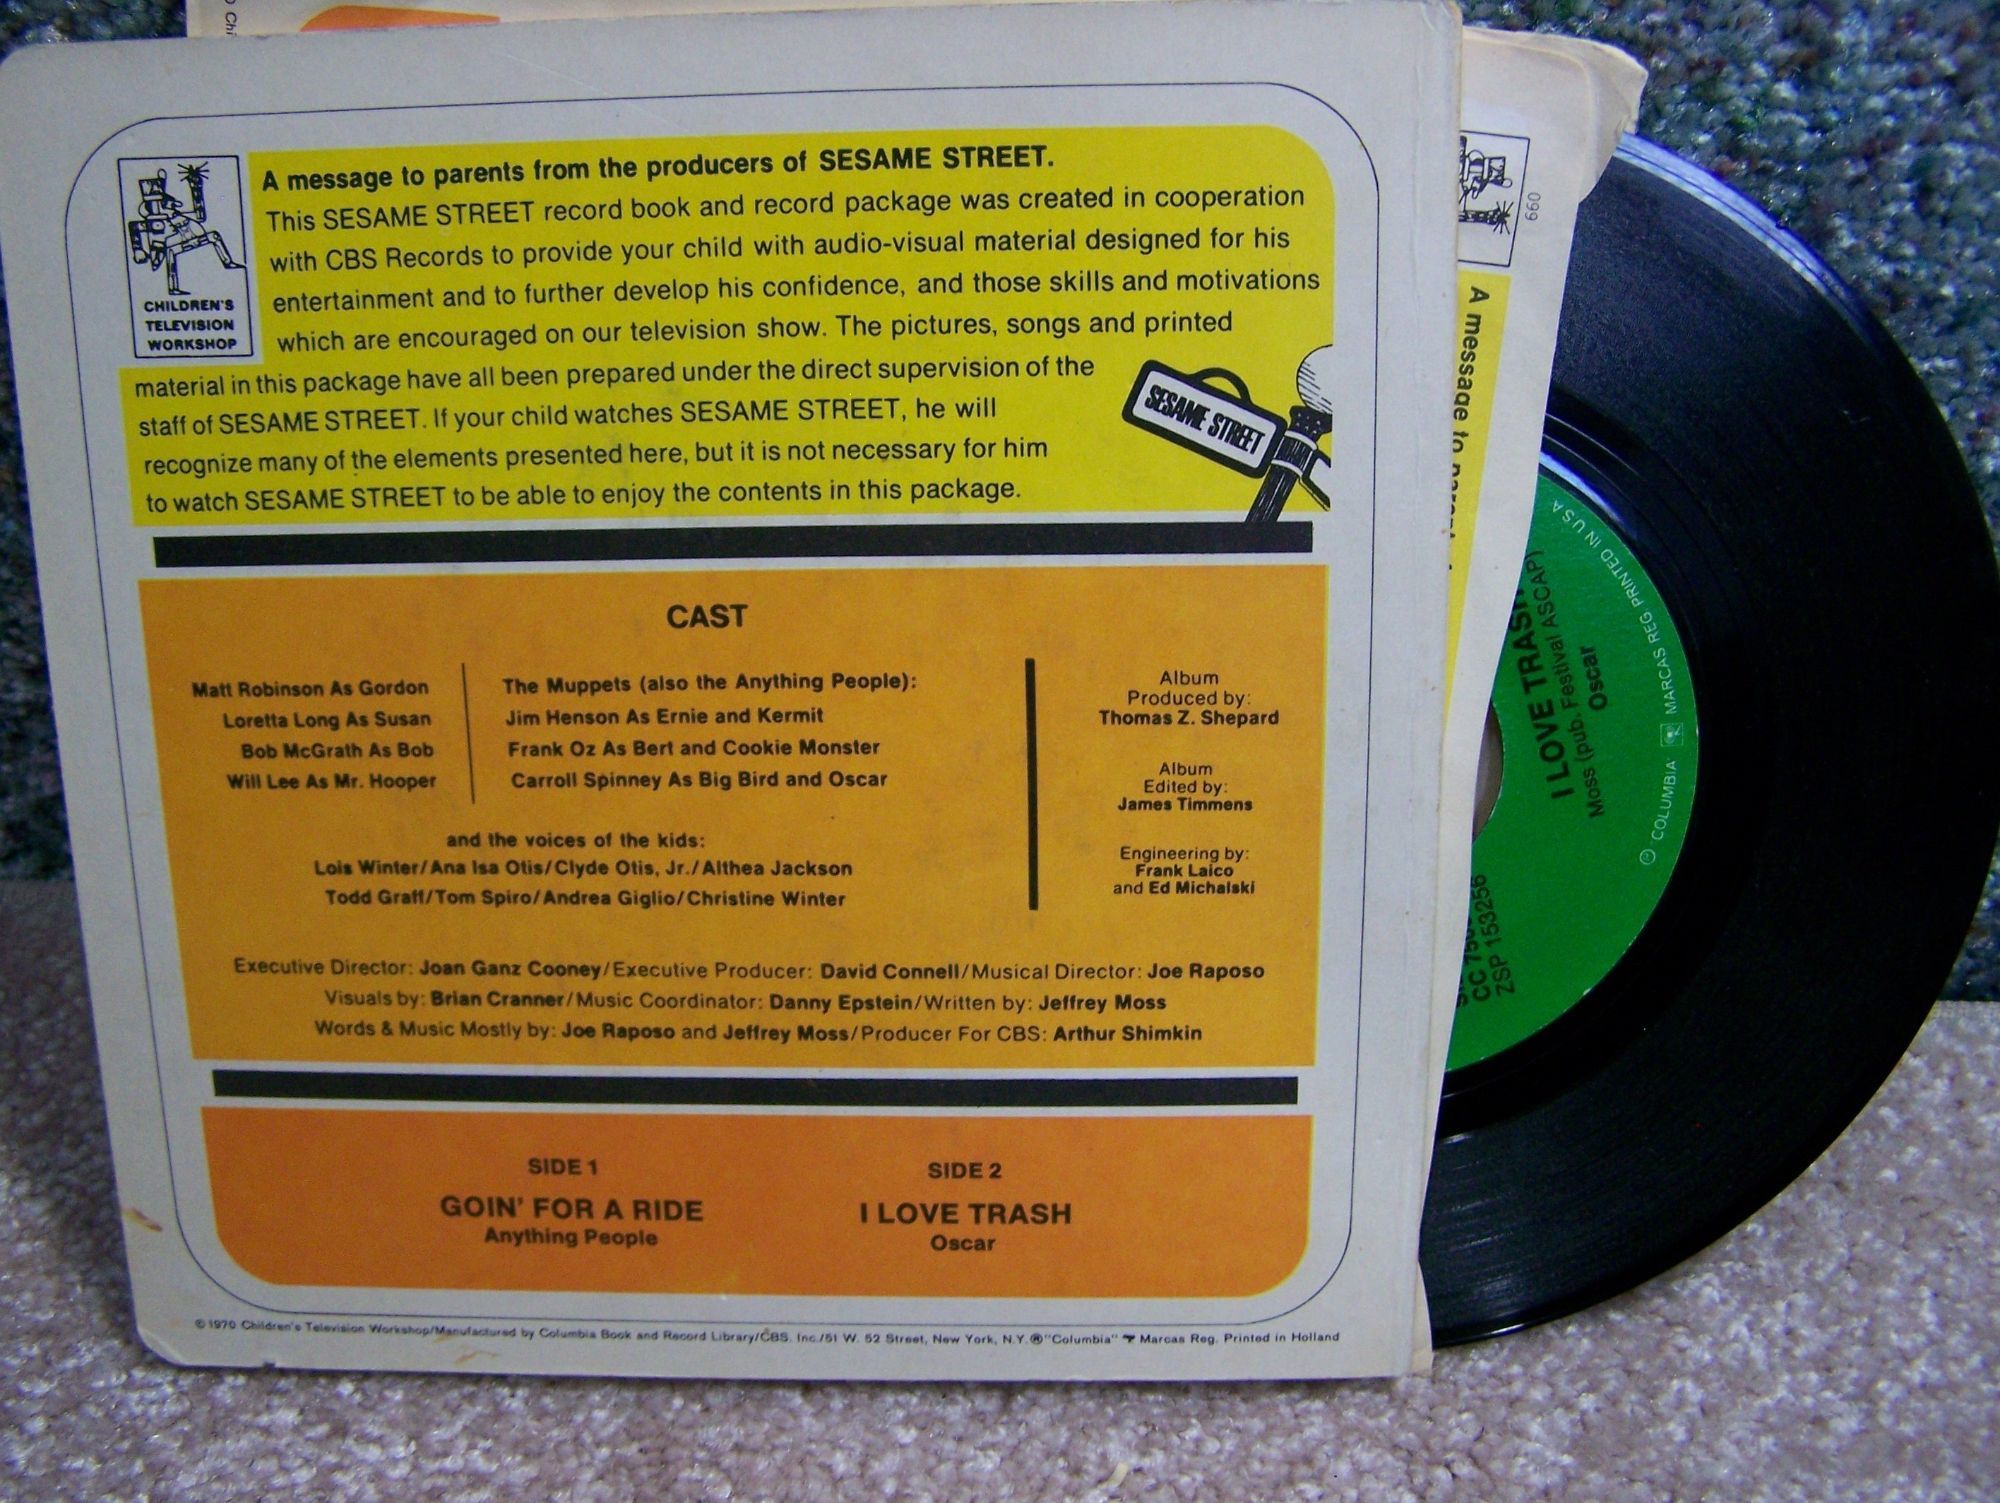 CHILDREN'S
TELEVISION
WORKSHOP
A message to parents from the producers of SESAME STREET.
This SESAME STREET record book and record package was created in cooperation
with CBS Records to provide your child with audio-visual material designed for his
entertainment and to further develop his confidence, and those skills and motivations
which are encouraged on our television show. The pictures, songs and printed
material in this package have all been prepared under the direct supervision of the
staff of SESAME STREET. If your child watches SESAME STREET, he will
recognize many of the elements presented here, but it is not necessary for him
to watch SESAME STREET to be able to enjoy the contents in this package.
SESAME STREET
CAST
Matt Robinson As Gordon
Loretta Long As Susan
Bob McGrath As Bob
Will Lee As Mr. Hooper
The Muppets (also the Anything People):
Jim Henson As Ernie and Kermit
Frank Oz As Bert and Cookie Monster
Carroll Spinney As Big Bird and Oscar
and the voices of the kids:
Lois Winter/Ana Isa Otis/Clyde Otis, Jr./Althea Jackson
Todd Graff/Tom Spiro/Andrea Giglio/Christine Winter
Album
Produced by:
Thomas Z. Shepard
Album
Edited by:
James Timmens
Engineering by:
Frank Laico
and Ed Michalski
Executive Director: Joan Ganz Cooney/Executive Producer: David Connell/Musical Director: Joe Raposo
Visuals by: Brian Cranner/Music Coordinator: Danny Epstein/Written by: Jeffrey Moss
Words & Music Mostly by: Joe Raposo and Jeffrey Moss/Producer For CBS: Arthur Shimkin
SIDE 1
GOIN' FOR A RIDE
Anything People
SIDE 2
I LOVE TRASH
Oscar
© 1970 Children's Television Workshop/Manufactured by Columbia Book and Record Library/CBS. Inc./51 W. 52 Street, New York, N.Y. ® "Columbia" Marcas Reg. Printed in Holland
660
A message to
I LOVE TRASH
Moss (pub. Festival ASCAP)
Oscar
CC
ZSP 153256
℗ COLUMBIA MARCAS REG PRINTED IN U S A